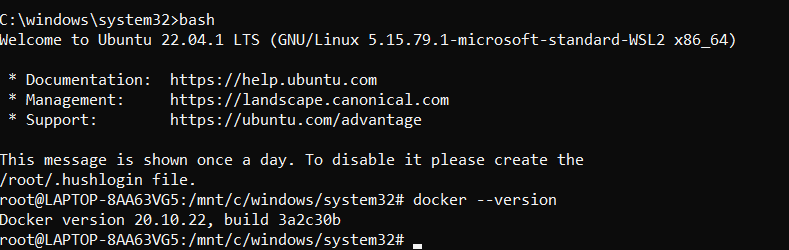 C:\windows\system32>bash
Welcome to Ubuntu 22.04.1 LTS (GNU/Linux 5.15.79.1-microsoft-standard-WSL2 x86_64)
* Documentation:  https://help.ubuntu.com
* Management:     https://landscape.canonical.com
* Support:        https://ubuntu.com/advantage
This message is shown once a day. To disable it please create the
/root/.hushlogin file.
root@LAPTOP-8AA63VG5:/mnt/c/windows/system32# docker --version
Docker version 20.10.22, build 3a2c30b
root@LAPTOP-8AA63VG5:/mnt/c/windows/system32#